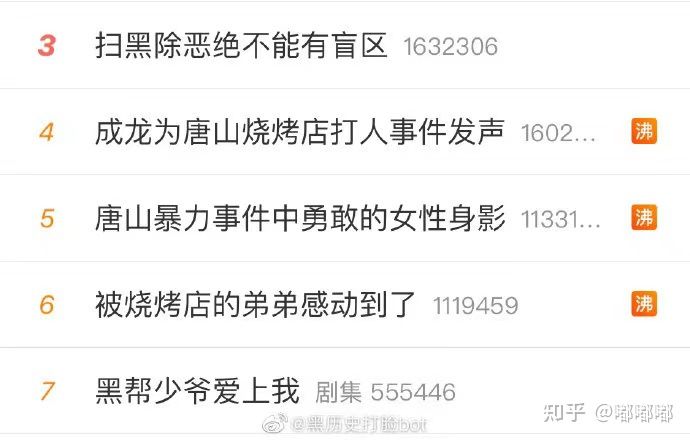 3 扫黑除恶绝不能有盲区 1632306
4 成龙为唐山烧烤店打人事件发声 1602... 沸
5 唐山暴力事件中勇敢的女性身影 11331... 沸
6 被烧烤店的弟弟感动到了 1119459 沸
7 黑帮少爷爱上我 剧集 555446
@黑历史打脸bot
知乎 @嘟嘟嘟